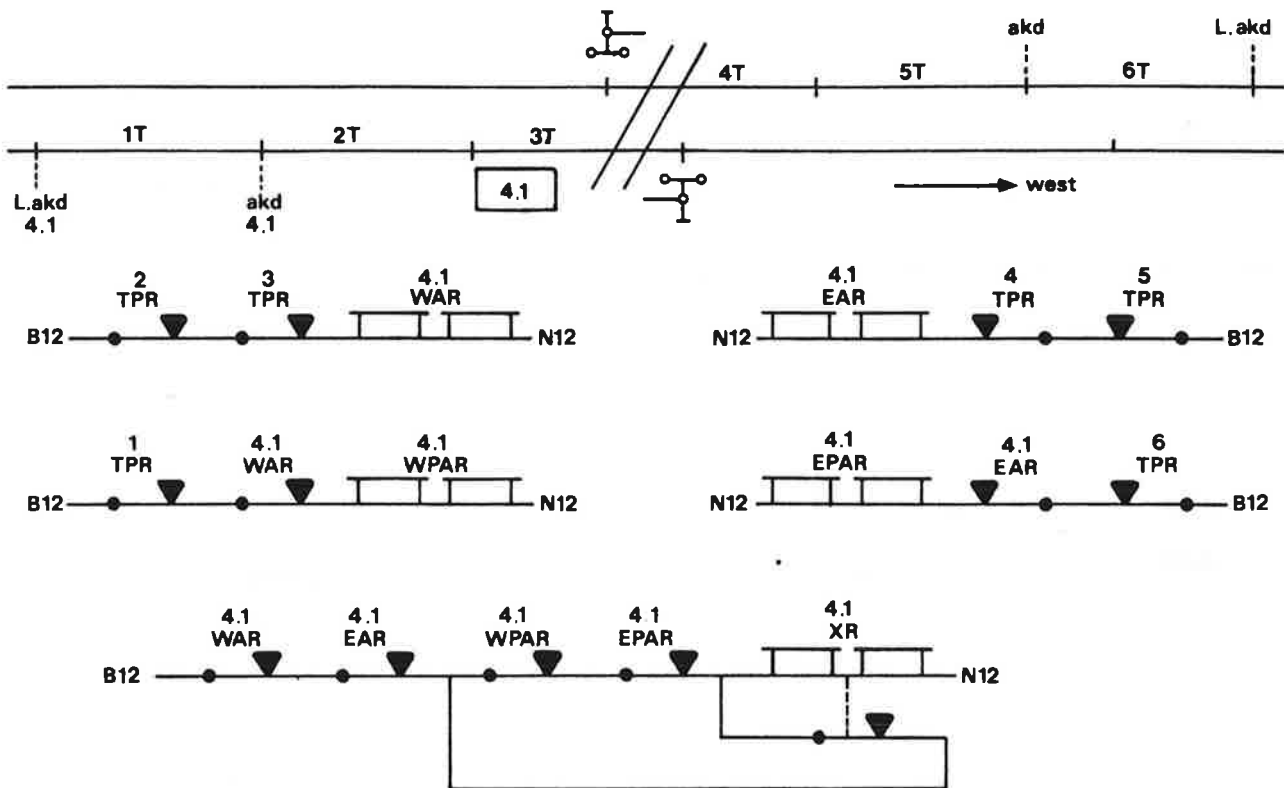 akd L.akd
4T 5T 6T
1T 2T 3T
4.1
west
L.akd akd
4.1 4.1
2 3 4.1 4.1 4 5
TPR TPR WAR EAR TPR TPR
B12 N12 N12 B12
1 4.1 4.1 4.1 4.1 6
TPR WAR WPAR EPAR EAR TPR
B12 N12 N12 B12
4.1 4.1 4.1 4.1 4.1
WAR EAR WPAR EPAR XR
B12 N12